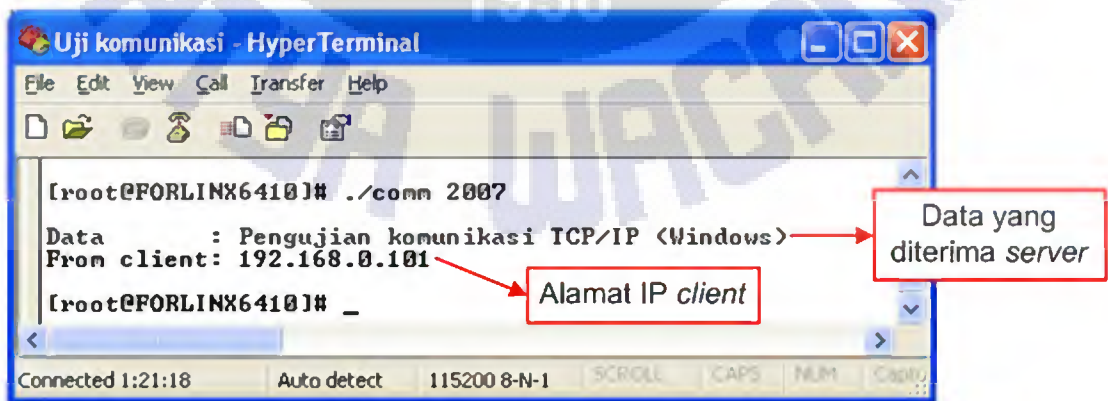 1956
Uji komunikasi - HyperTerminal
File Edit View Call Transfer Help
[root@FORLINX6410]# ./comm 2007
Data : Pengujian komunikasi TCP/IP (Windows)
From client: 192.168.0.101
[root@FORLINX6410]# _
Data yang
diterima server
Alamat IP client
Connected 1:21:18 Auto detect 115200 8-N-1 SCROLL CAPS NUM Captu